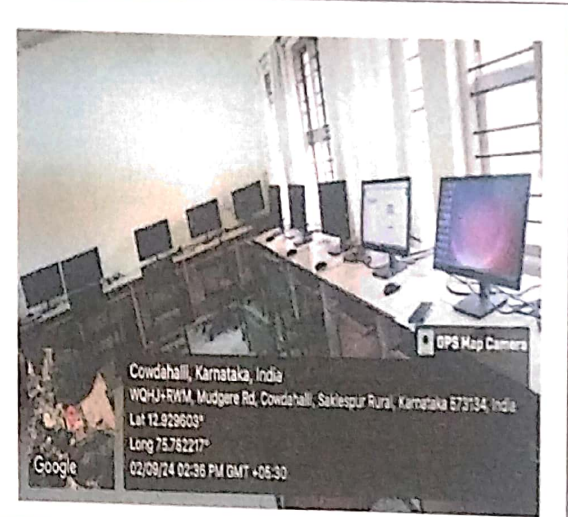 GPS Map Camera
Cowdahalli, Karnataka, India
WQHJ+RWM, Mudgere Rd, Cowdahalli, Saklespur Rural, Karnataka 573134, India
Lat 12.929603°
Long 75.782217°
02/09/24 02:36 PM GMT +05:30
Google